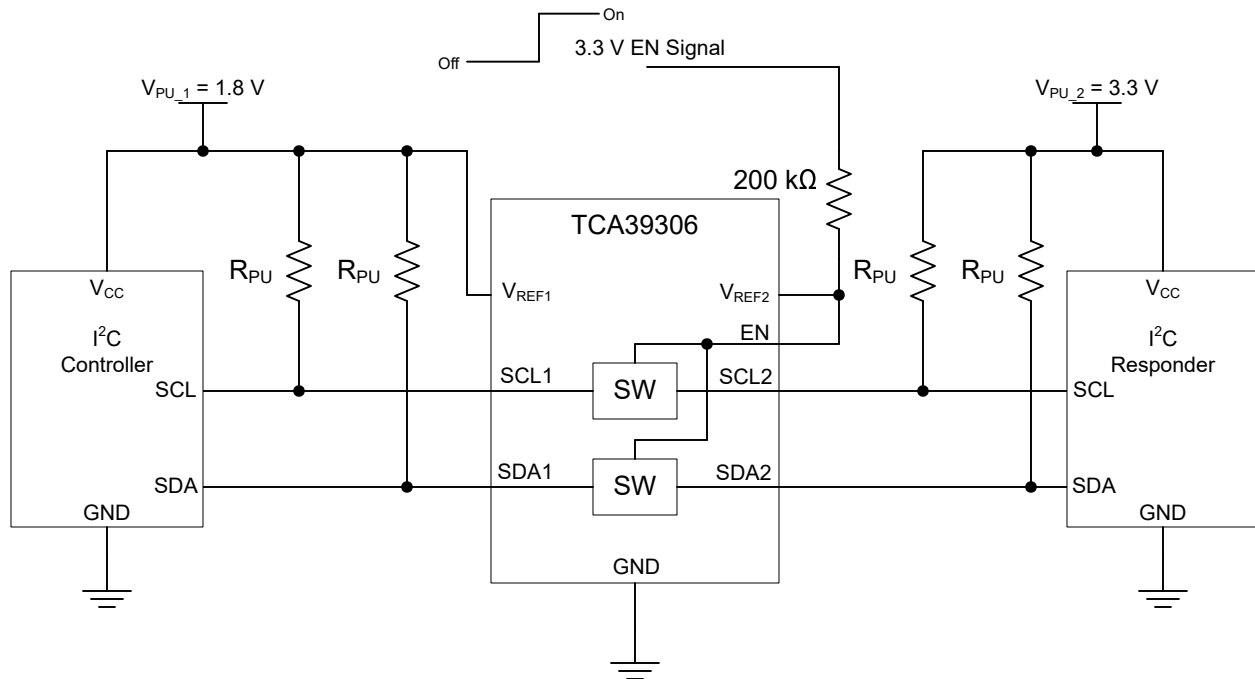 On
Off
3.3 V EN Signal
V_PU_1 = 1.8 V
V_PU_2 = 3.3 V
200 kΩ
TCA39306
R_PU
R_PU
R_PU
R_PU
V_CC
V_REF1
V_REF2
V_CC
I²C
Controller
EN
I²C
Responder
SCL
SCL1
SW
SCL2
SCL
SDA
SDA1
SW
SDA2
SDA
GND
GND
GND